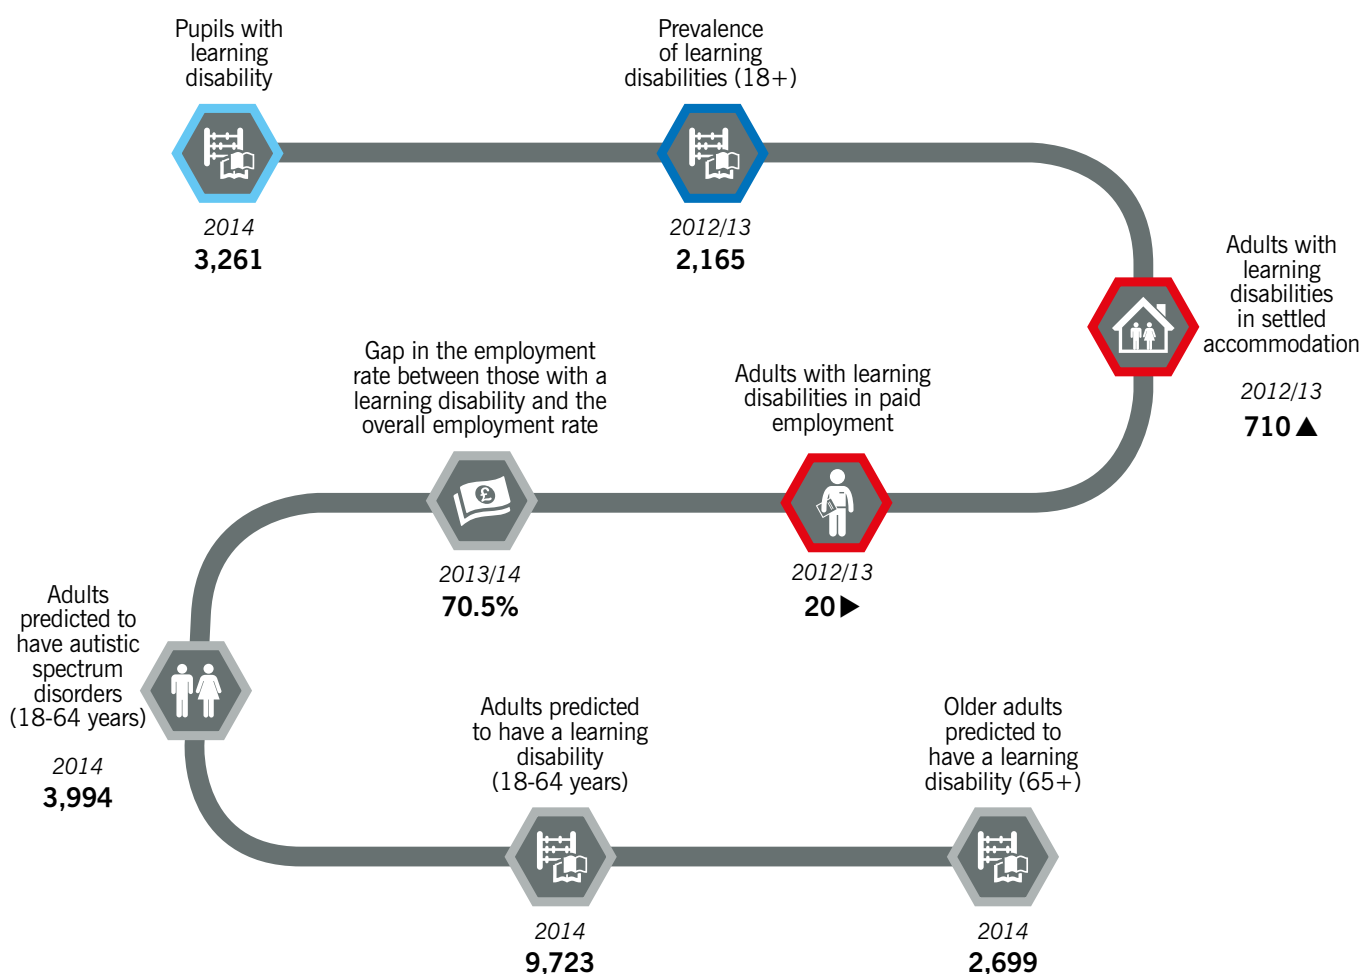 Pupils with
learning
disability
2014
3,261
Prevalence
of learning
disabilities (18+)
2012/13
2,165
Adults with
learning
disabilities
in settled
accommodation
2012/13
710▲
Adults with learning
disabilities in paid
employment
2012/13
20▶
Gap in the employment
rate between those with a
learning disability and the
overall employment rate
£
2013/14
70.5%
Adults
predicted to
have autistic
spectrum
disorders
(18-64 years)
2014
3,994
Adults predicted
to have a learning
disability
(18-64 years)
2014
9,723
Older adults
predicted to
have a learning
disability (65+)
2014
2,699